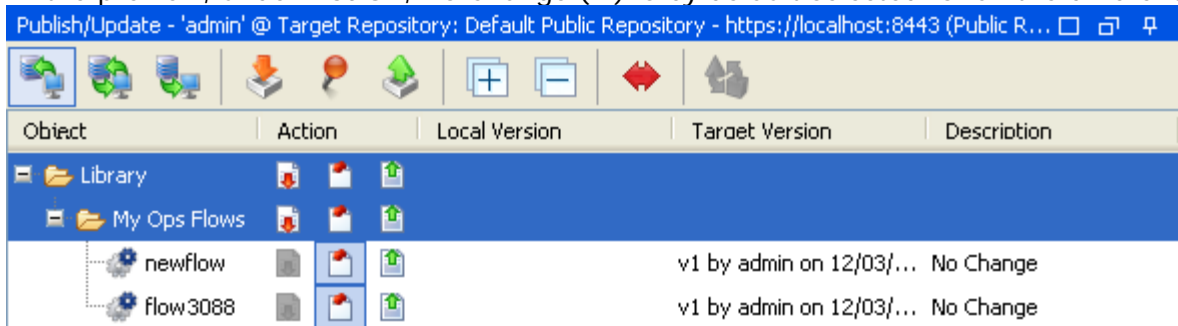 Publish/Update - 'admin' @ Target Repository: Default Public Repository - https://localhost:8443 (Public R...
Object Action Local Version Target Version Description
Library
My Ops Flows
newflow v1 by admin on 12/03/... No Change
flow3088 v1 by admin on 12/03/... No Change